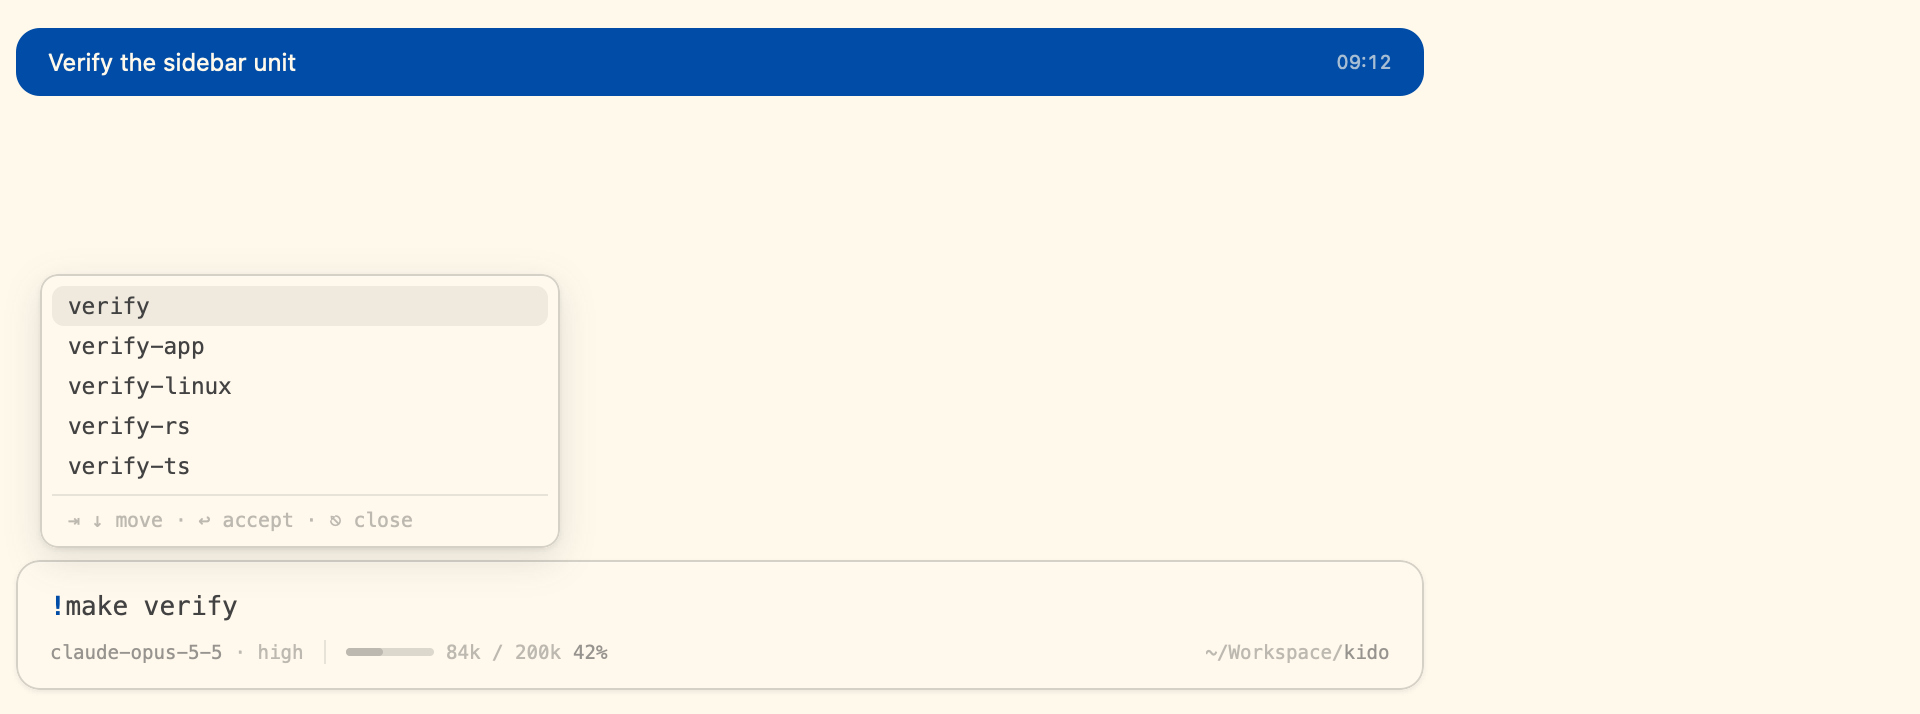 Verify the sidebar unit 09:12
verify
verify-app
verify-linux
verify-rs
verify-ts
⇥ ↓ move · ↩ accept · ⎋ close
!make verify
claude-opus-5-5 · high 84k / 200k 42% ~/Workspace/kido